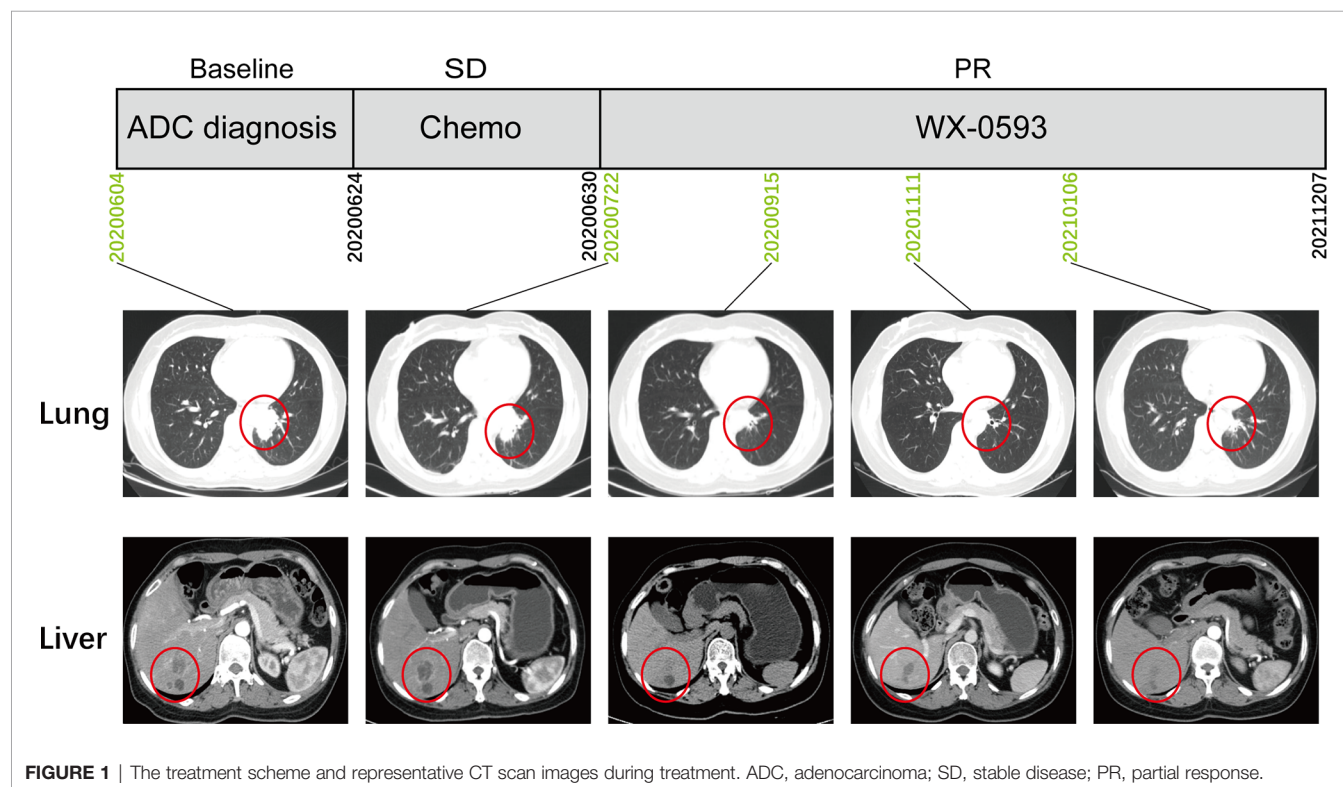 Baseline SD PR
ADC diagnosis Chemo WX-0593
20200604 20200624 20200630 20200722 20200915 20201111 20210106 20211207
Lung
Liver
FIGURE 1 | The treatment scheme and representative CT scan images during treatment. ADC, adenocarcinoma; SD, stable disease; PR, partial response.